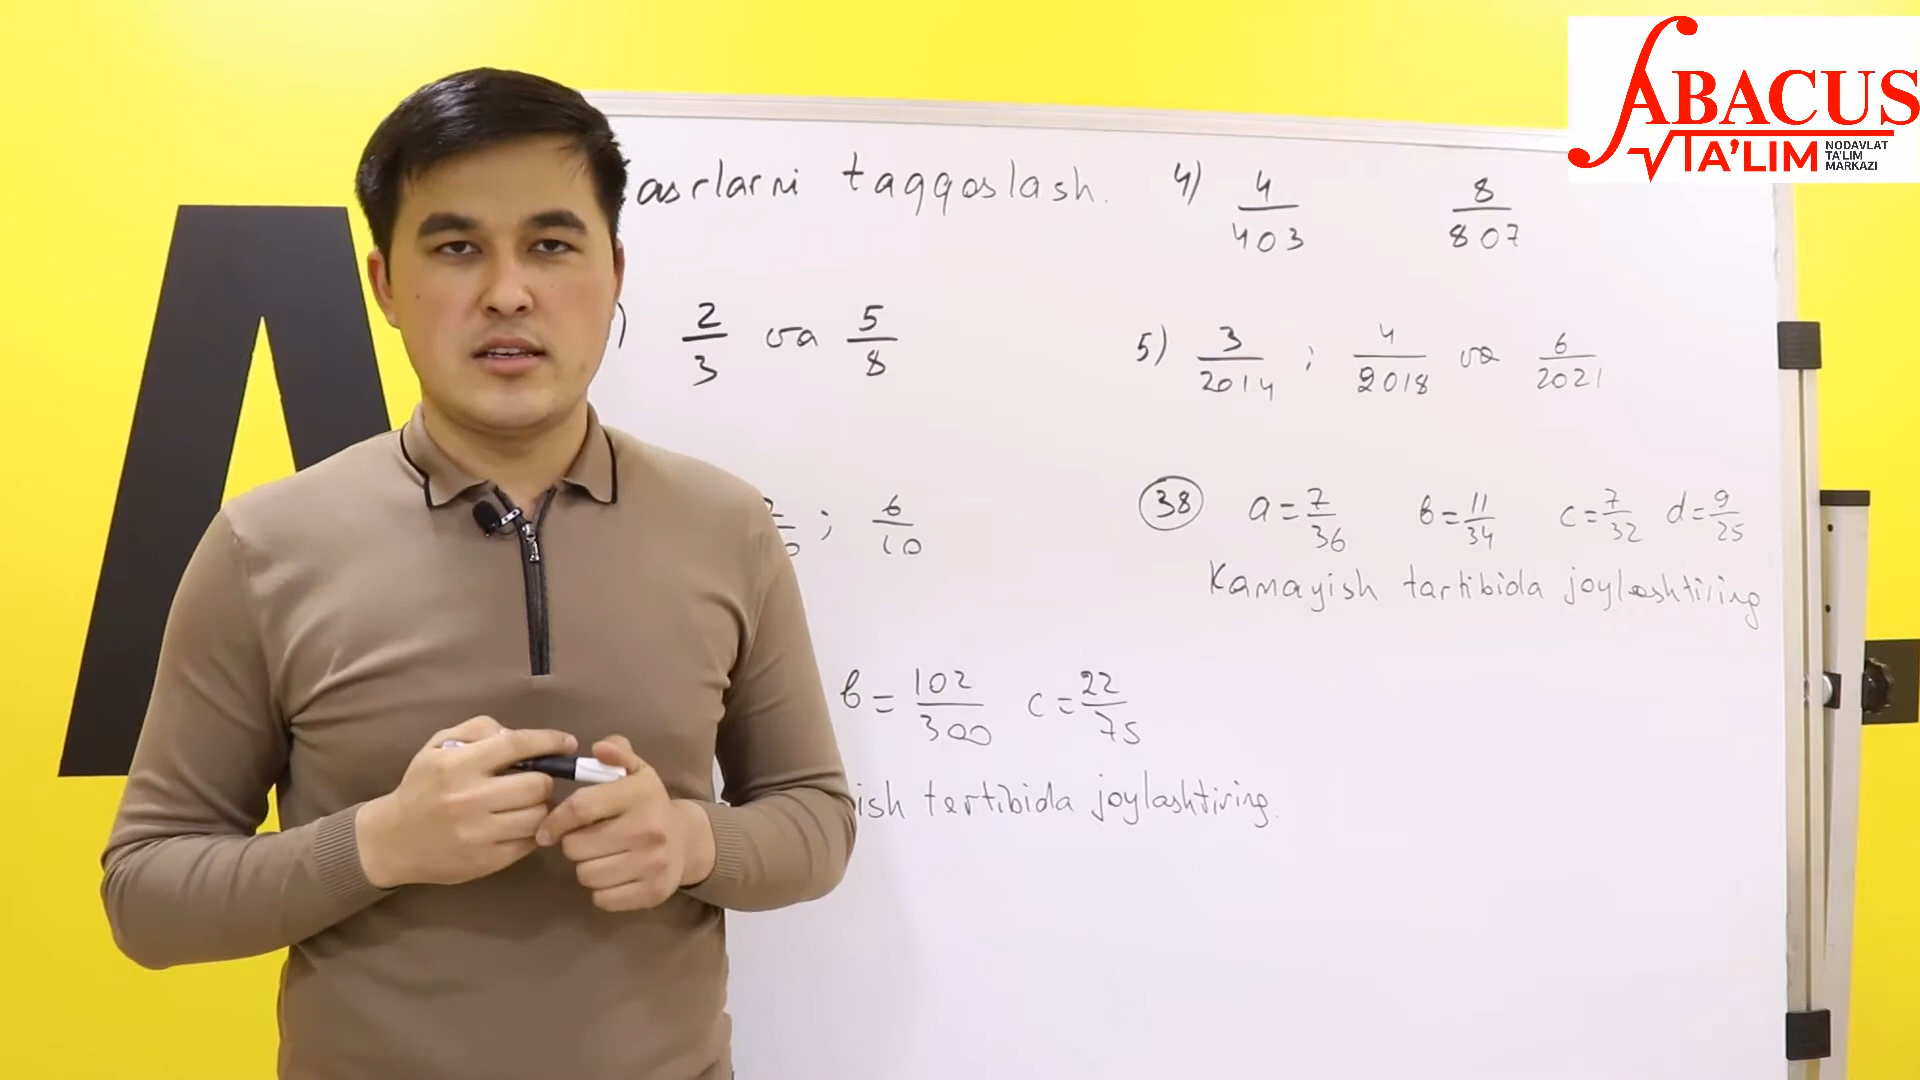 ABACUS
TA'LIM NODAVLAT TA'LIM MARKAZI
asrlarni taqqoslash.
) 2/3 va 5/8
; 6/10
b = 102/300 c = 22/75
ish tartibida joylashtiring.
4) 4/403 8/807
5) 3/2014 ; 4/2018 va 6/2021
38 a = 7/36 b = 11/34 c = 7/32 d = 9/25
Kamayish tartibida joylashtiring